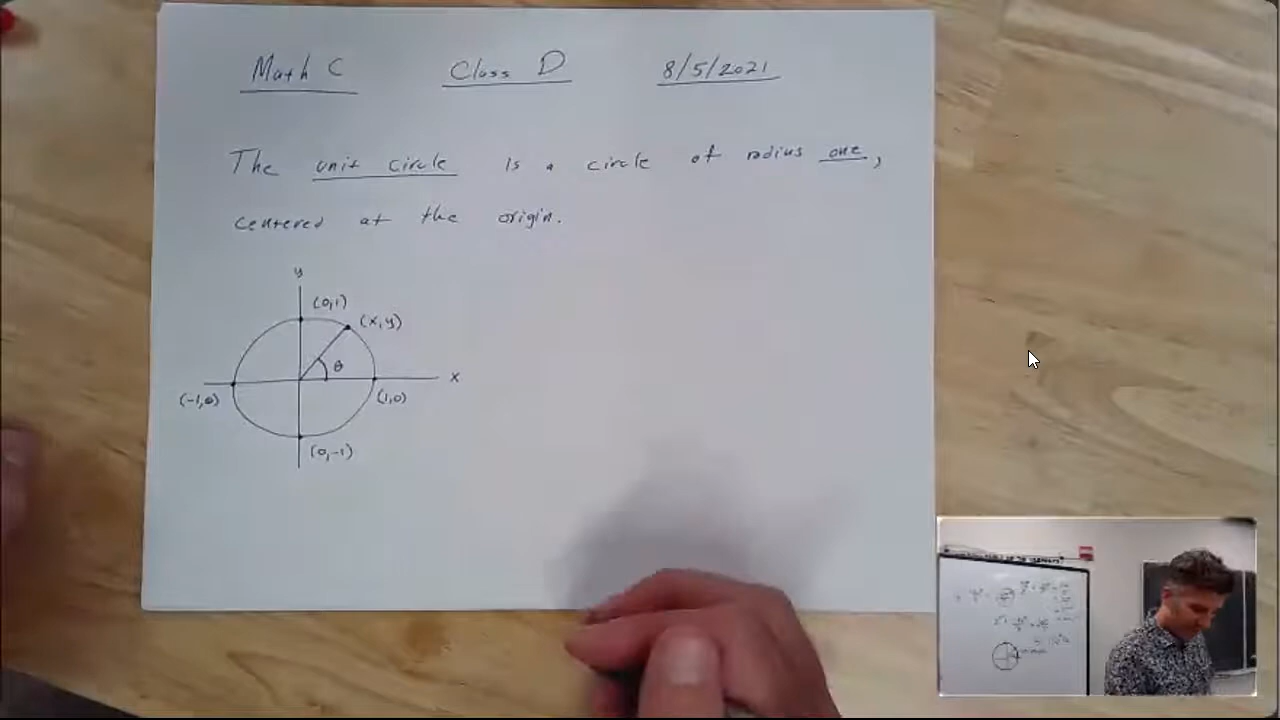 Math C Class D 8/5/2021
The unit circle is a circle of radius one,
centered at the origin.
y
(0,1)
(x,y)
θ
x
(-1,0)
(1,0)
(0,-1)